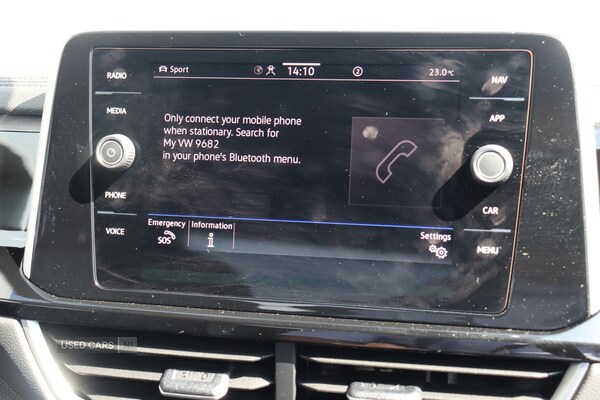 RADIO
MEDIA
PHONE
VOICE
Sport
14:10
2
23.0°C
Only connect your mobile phone
when stationary. Search for
My VW 9682
in your phone's Bluetooth menu.
Emergency
SOS
Information
i
Settings
NAV
APP
CAR
MENU
USED CARS NI